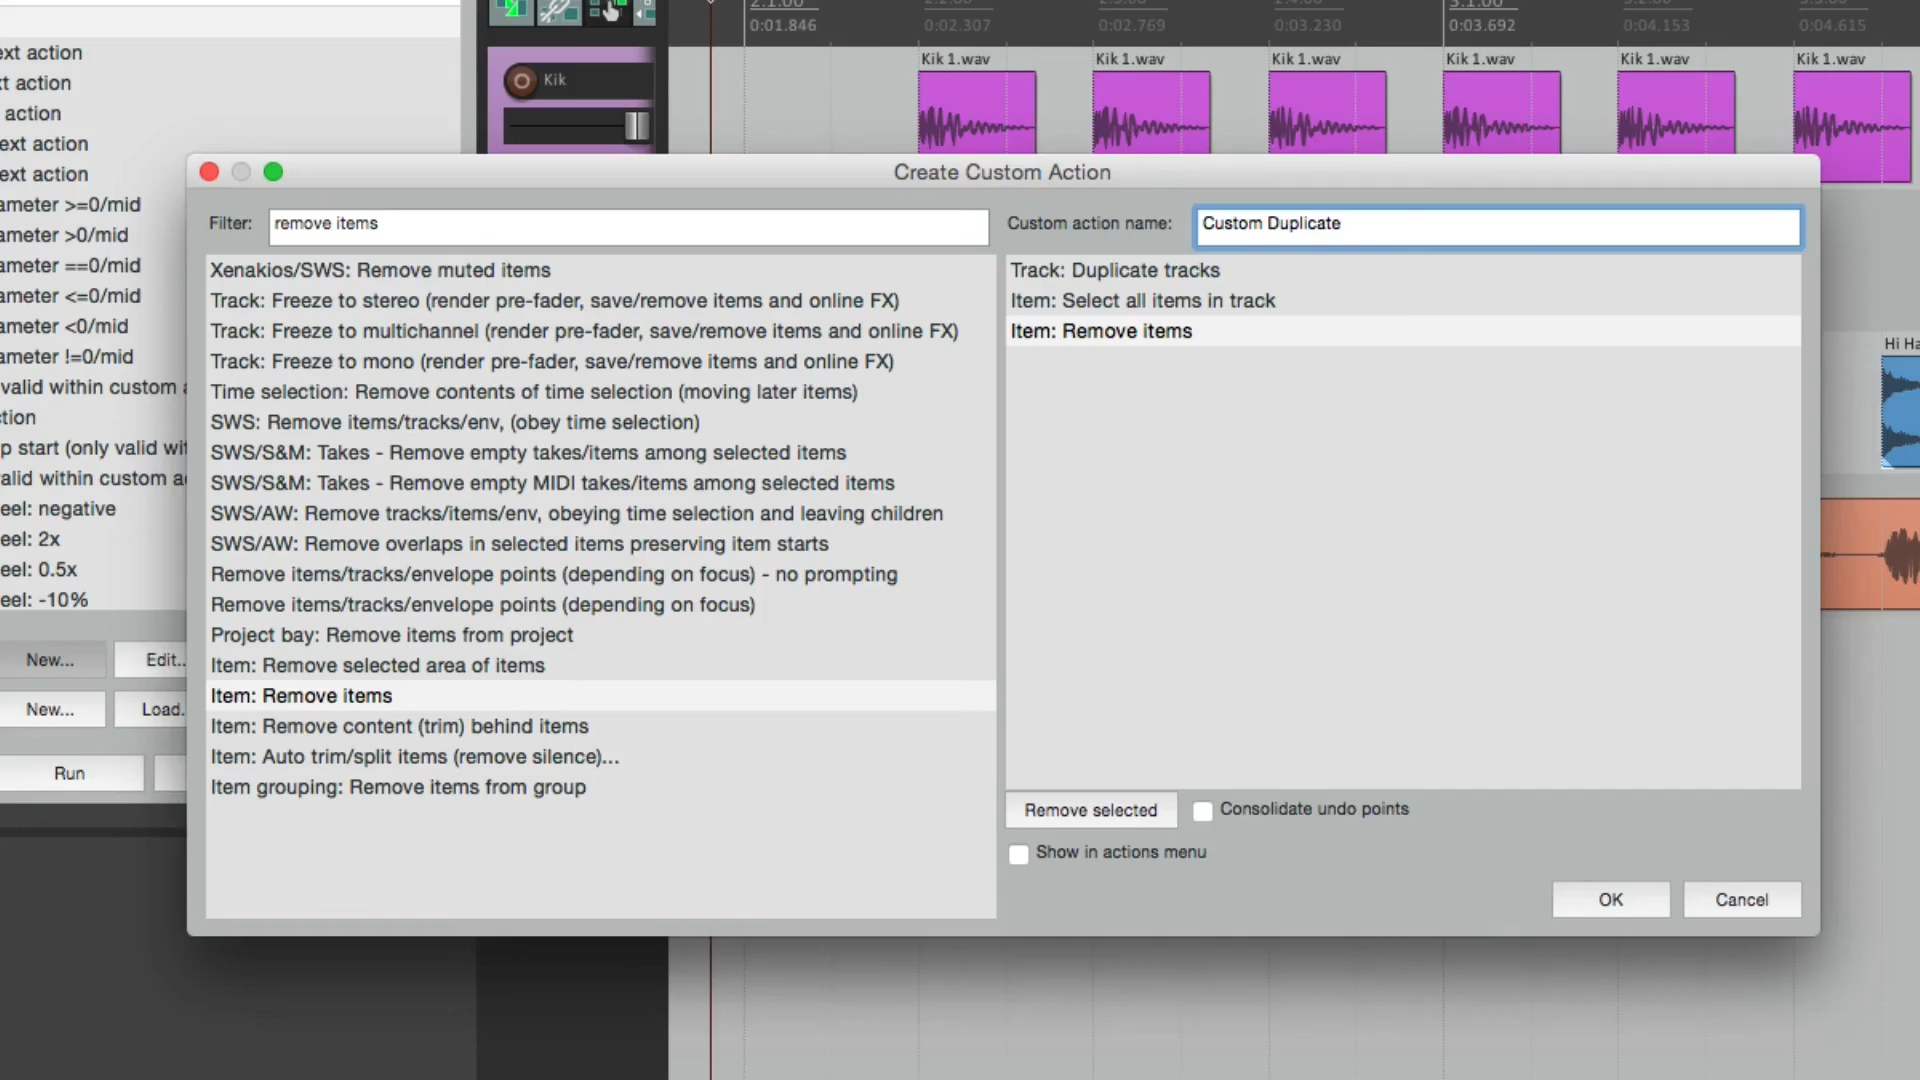 2.1.00
0:01.846
0:02.307
0:02.769
0:03.230
3.1.00
0:03.692
0:04.153
0:04.615
Kik 1.wav
Kik 1.wav
Kik 1.wav
Kik 1.wav
Kik 1.wav
Kik 1.wav
Kik
Hi Ha
ext action
xt action
action
ext action
ext action
ameter >=0/mid
ameter >0/mid
ameter ==0/mid
ameter <=0/mid
ameter <0/mid
ameter !=0/mid
valid within custom a
tion
p start (only valid wit
alid within custom ac
eel: negative
eel: 2x
eel: 0.5x
eel: -10%
New...
Edit..
New...
Load.
Run
Create Custom Action
Filter:
remove items
Xenakios/SWS: Remove muted items
Track: Freeze to stereo (render pre-fader, save/remove items and online FX)
Track: Freeze to multichannel (render pre-fader, save/remove items and online FX)
Track: Freeze to mono (render pre-fader, save/remove items and online FX)
Time selection: Remove contents of time selection (moving later items)
SWS: Remove items/tracks/env, (obey time selection)
SWS/S&M: Takes - Remove empty takes/items among selected items
SWS/S&M: Takes - Remove empty MIDI takes/items among selected items
SWS/AW: Remove tracks/items/env, obeying time selection and leaving children
SWS/AW: Remove overlaps in selected items preserving item starts
Remove items/tracks/envelope points (depending on focus) - no prompting
Remove items/tracks/envelope points (depending on focus)
Project bay: Remove items from project
Item: Remove selected area of items
Item: Remove items
Item: Remove content (trim) behind items
Item: Auto trim/split items (remove silence)...
Item grouping: Remove items from group
Custom action name:
Custom Duplicate
Track: Duplicate tracks
Item: Select all items in track
Item: Remove items
Remove selected
Consolidate undo points
Show in actions menu
OK
Cancel